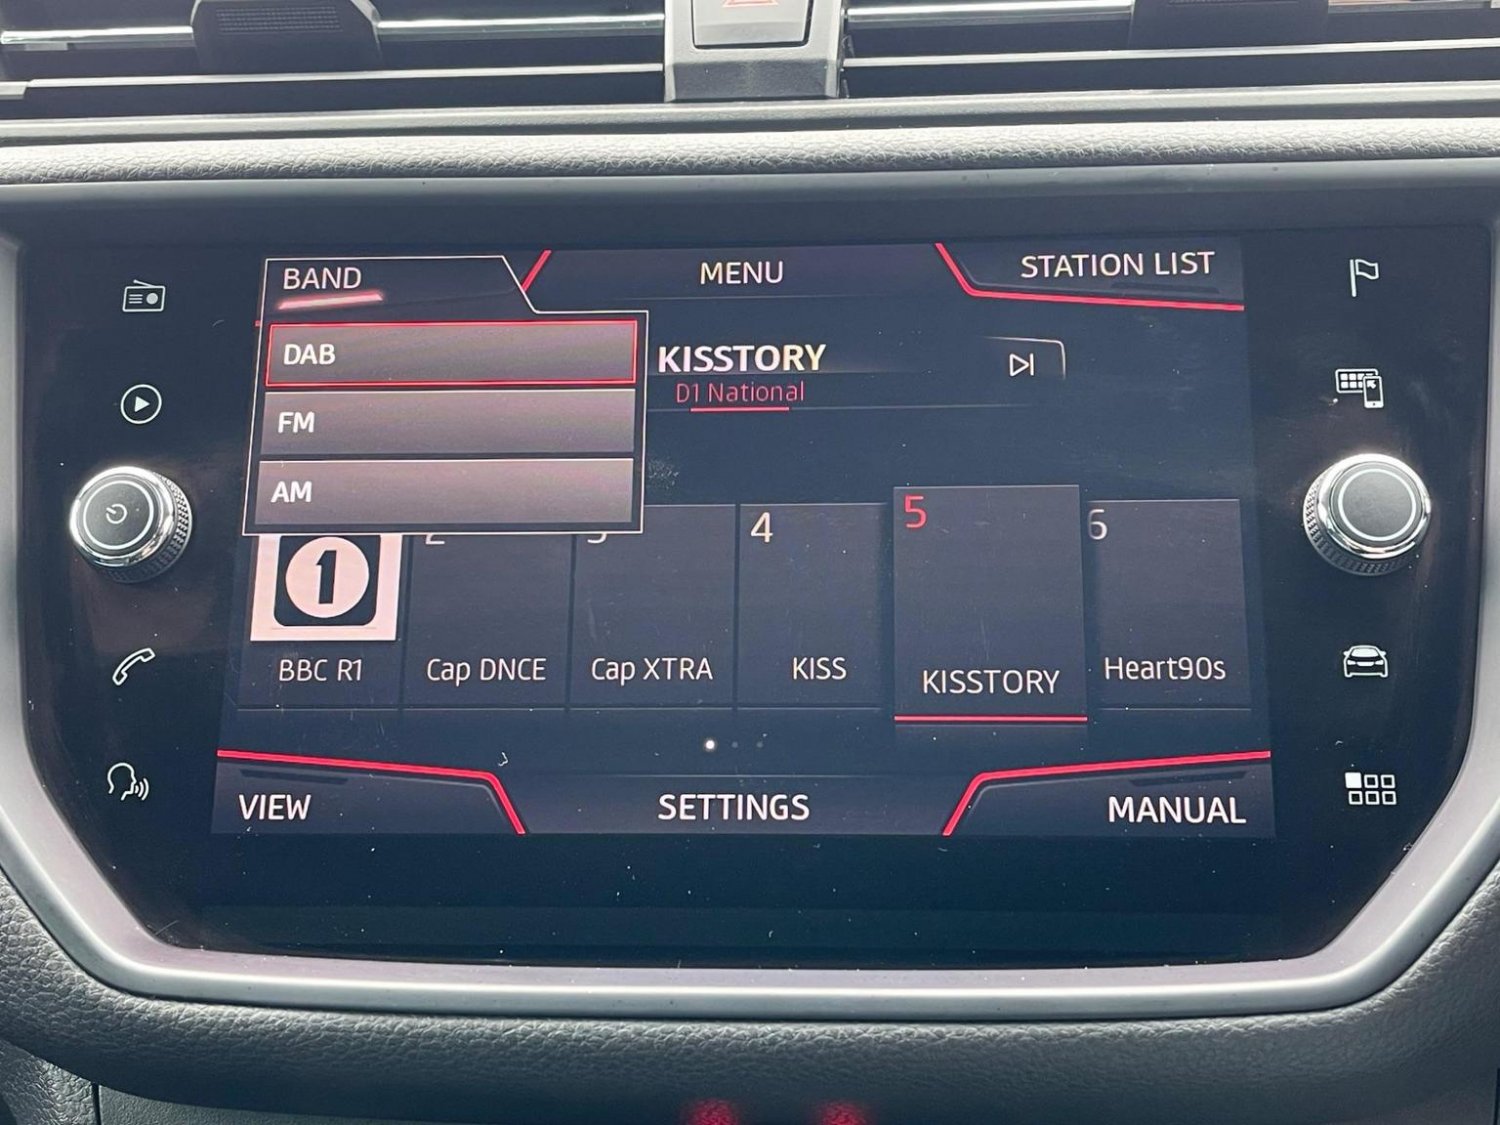 BAND
MENU
STATION LIST
DAB
FM
AM
KISSTORY
D1 National
1
4
5
6
BBC R1
Cap DNCE
Cap XTRA
KISS
KISSTORY
Heart90s
VIEW
SETTINGS
MANUAL